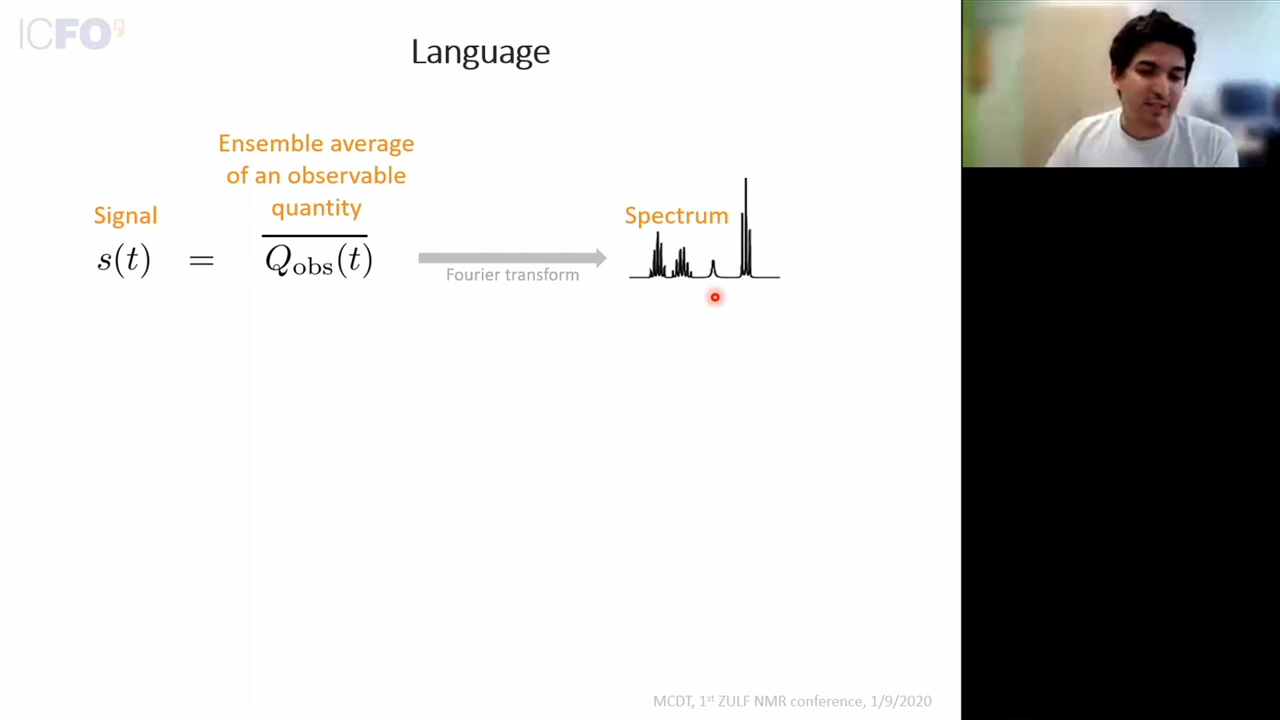 ICFO
Language
Ensemble average
of an observable
quantity
Signal
Spectrum
s(t) = Q̅obs(t)
Fourier transform
MCDT, 1st ZULF NMR conference, 1/9/2020